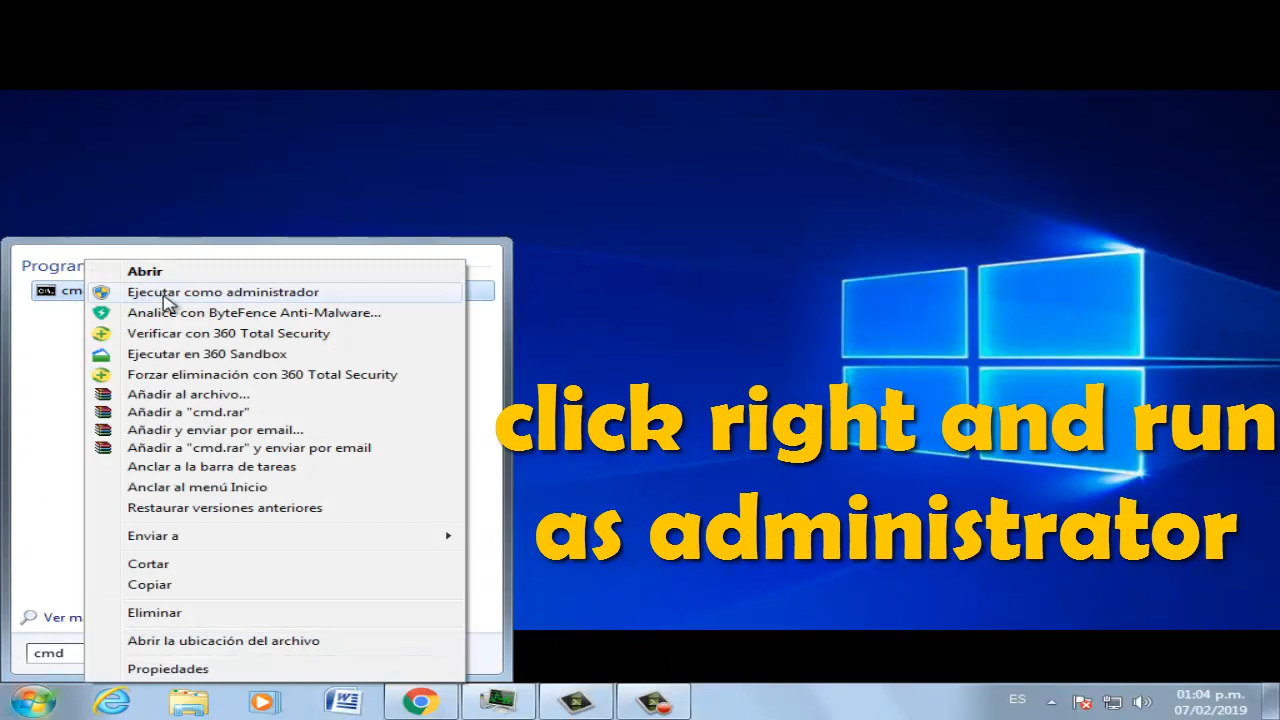 Abrir
Ejecutar como administrador
Analice con ByteFence Anti-Malware...
Verificar con 360 Total Security
Ejecutar en 360 Sandbox
Forzar eliminación con 360 Total Security
Añadir al archivo...
Añadir a "cmd.rar"
Añadir y enviar por email...
Añadir a "cmd.rar" y enviar por email
Anclar a la barra de tareas
Anclar al menú Inicio
Restaurar versiones anteriores
Enviar a
Cortar
Copiar
Eliminar
Abrir la ubicación del archivo
Propiedades
Ver
cmd
click right and run
as administrator
ES
01:04 p.m.
07/02/2019